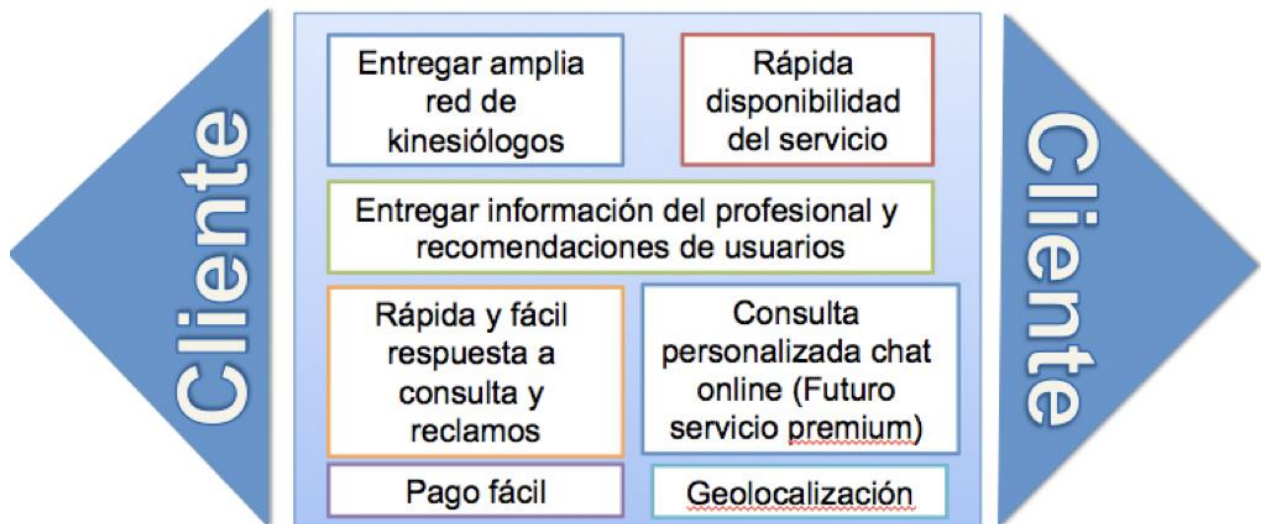 Cliente
Entregar amplia
red de
kinesiólogos
Rápida
disponibilidad
del servicio
Entregar información del profesional y
recomendaciones de usuarios
Rápida y fácil
respuesta a
consulta y
reclamos
Consulta
personalizada chat
online (Futuro
servicio premium)
Pago fácil
Geolocalización
Cliente